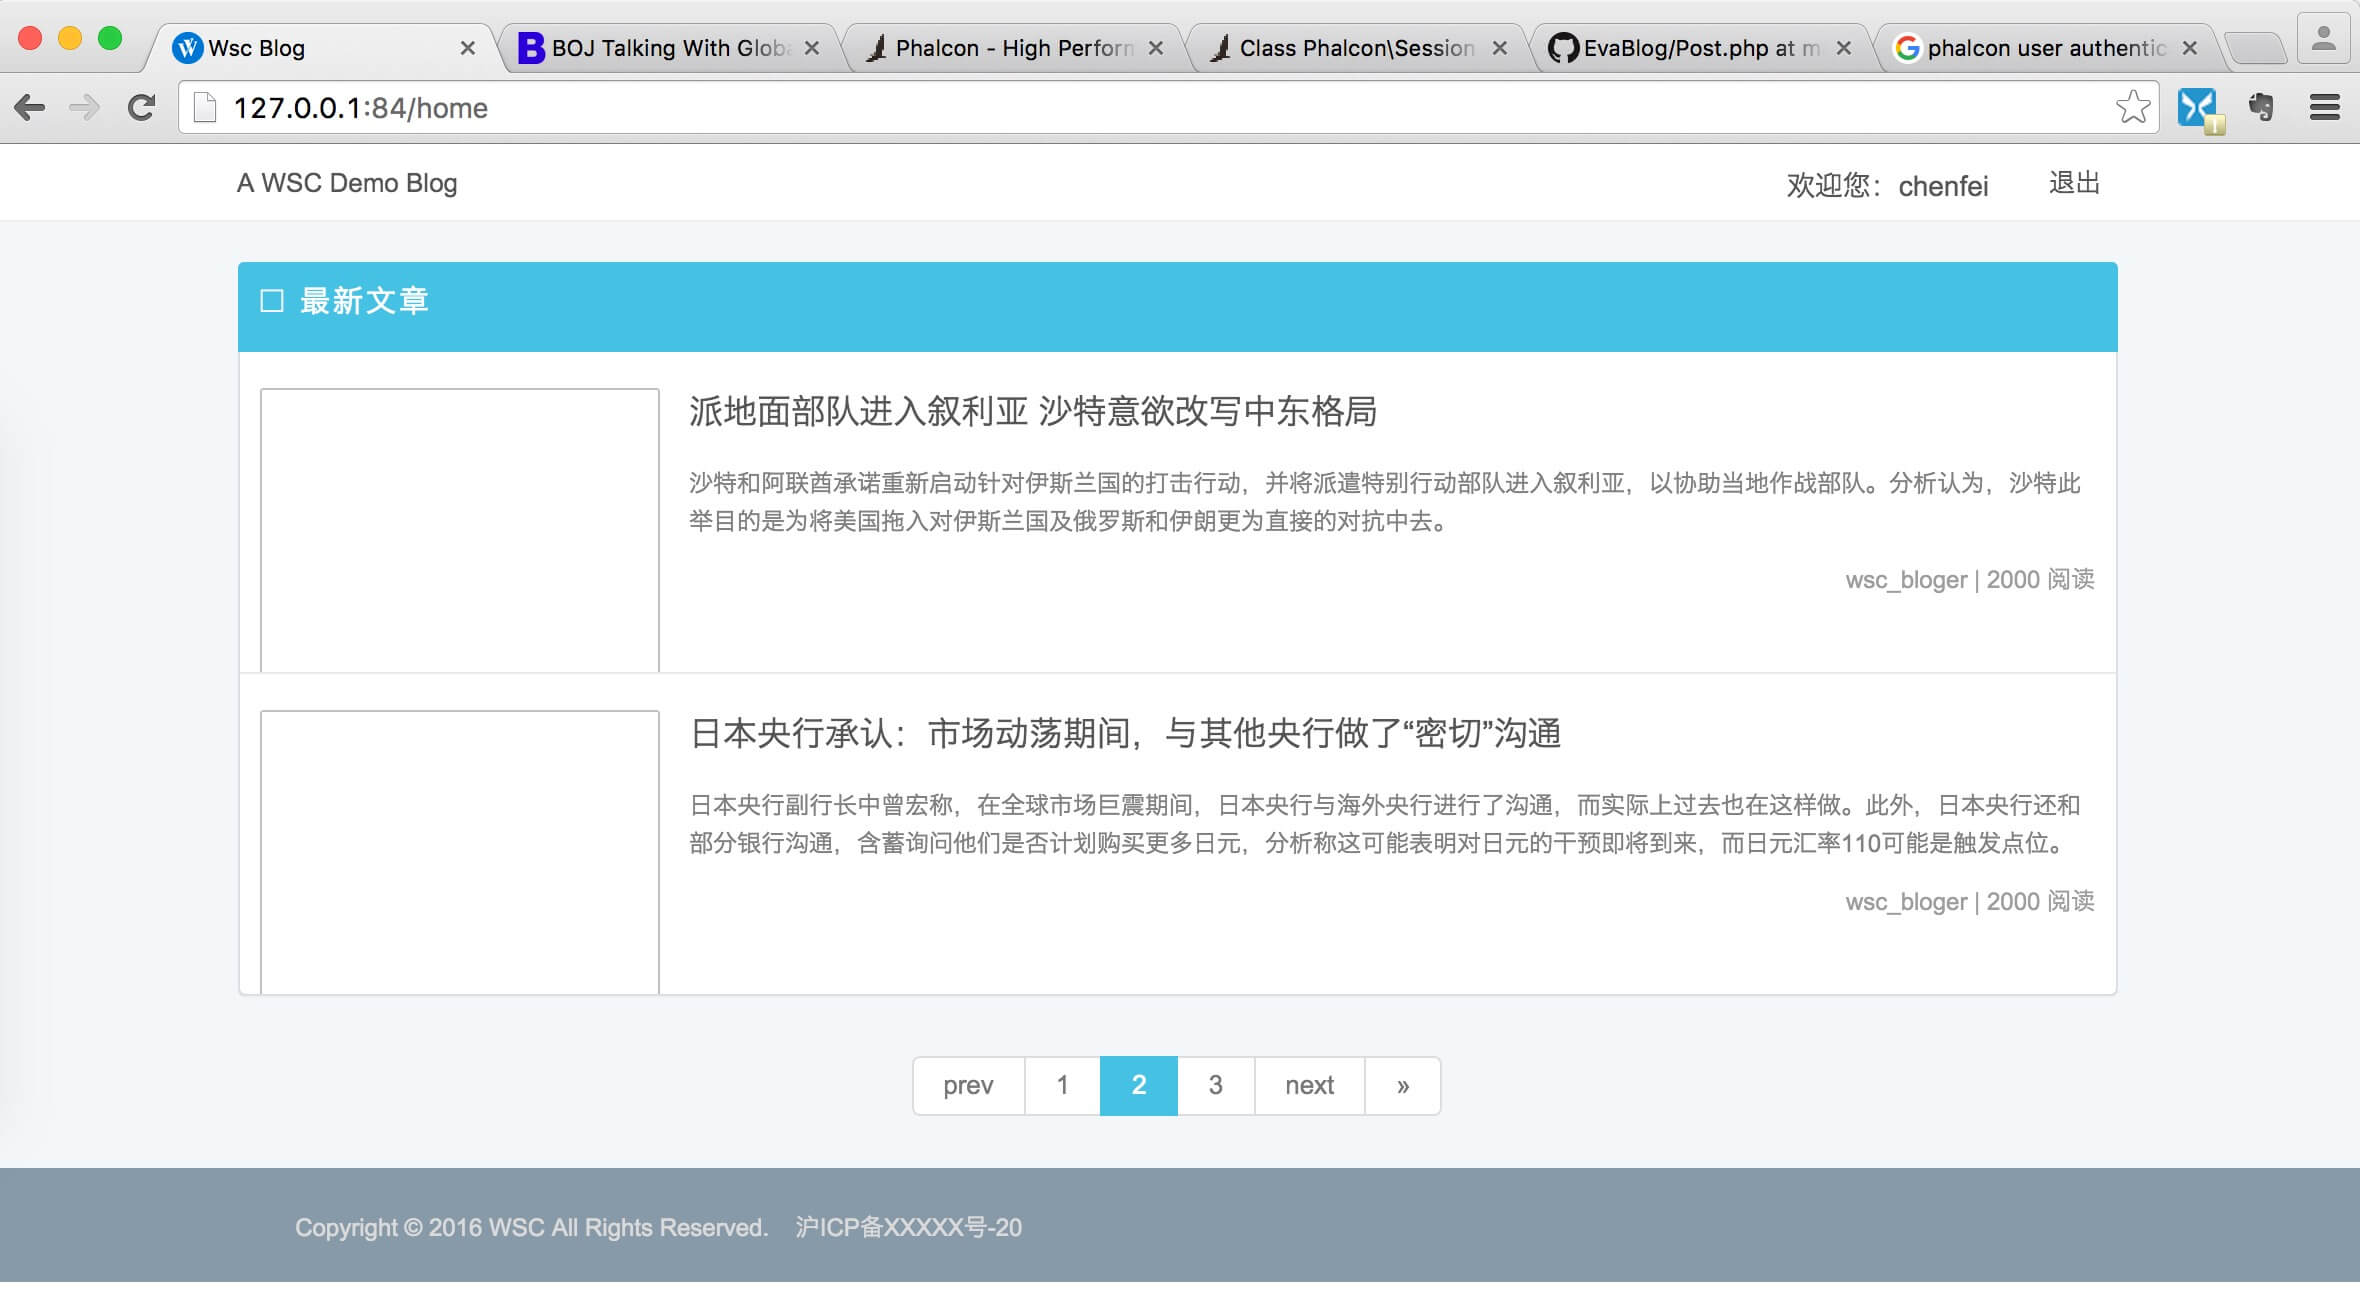 Wsc Blog
BOJ Talking With Glob
Phalcon - High Perforn
Class Phalcon\Session
EvaBlog/Post.php at m
phalcon user authentic
127.0.0.1:84/home
A WSC Demo Blog
欢迎您：chenfei
退出
最新文章
派地面部队进入叙利亚 沙特意欲改写中东格局
沙特和阿联酋承诺重新启动针对伊斯兰国的打击行动，并将派遣特别行动部队进入叙利亚，以协助当地作战部队。分析认为，沙特此
举目的是为将美国拖入对伊斯兰国及俄罗斯和伊朗更为直接的对抗中去。
wsc_bloger | 2000 阅读
日本央行承认：市场动荡期间，与其他央行做了“密切”沟通
日本央行副行长中曾宏称，在全球市场巨震期间，日本央行与海外央行进行了沟通，而实际上过去也在这样做。此外，日本央行还和
部分银行沟通，含蓄询问他们是否计划购买更多日元，分析称这可能表明对日元的干预即将到来，而日元汇率110可能是触发点位。
wsc_bloger | 2000 阅读
prev 1 2 3 next »
Copyright © 2016 WSC All Rights Reserved. 沪ICP备XXXXX号-20